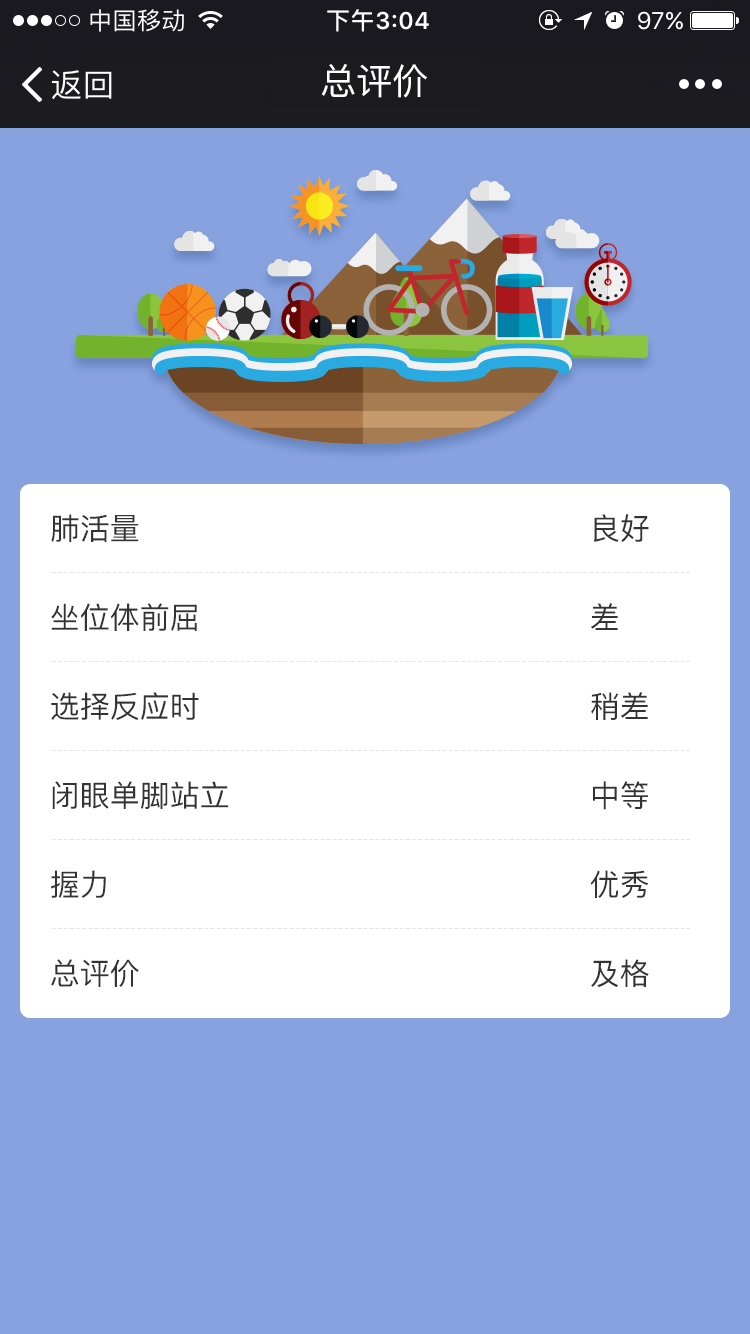 中国移动 下午3:04 97%
返回 总评价
肺活量 良好
坐位体前屈 差
选择反应时 稍差
闭眼单脚站立 中等
握力 优秀
总评价 及格